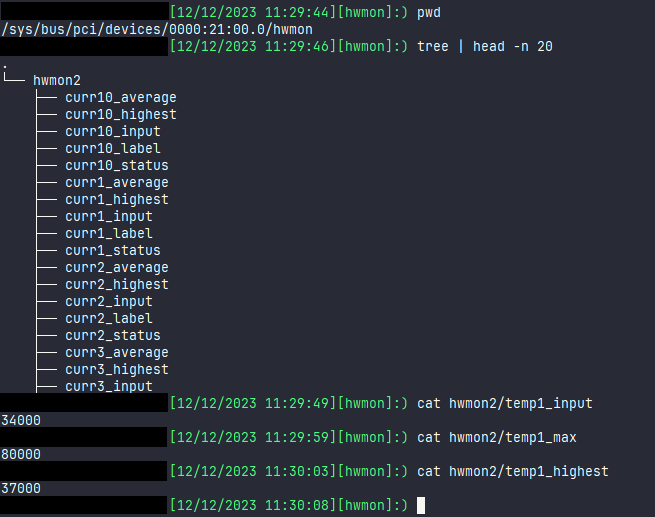 [12/12/2023 11:29:44][hwmon]:) pwd
/sys/bus/pci/devices/0000:21:00.0/hwmon
[12/12/2023 11:29:46][hwmon]:) tree | head -n 20
.
└── hwmon2
    ├── curr10_average
    ├── curr10_highest
    ├── curr10_input
    ├── curr10_label
    ├── curr10_status
    ├── curr1_average
    ├── curr1_highest
    ├── curr1_input
    ├── curr1_label
    ├── curr1_status
    ├── curr2_average
    ├── curr2_highest
    ├── curr2_input
    ├── curr2_label
    ├── curr2_status
    ├── curr3_average
    ├── curr3_highest
    ├── curr3_input
[12/12/2023 11:29:49][hwmon]:) cat hwmon2/temp1_input
34000
[12/12/2023 11:29:59][hwmon]:) cat hwmon2/temp1_max
80000
[12/12/2023 11:30:03][hwmon]:) cat hwmon2/temp1_highest
37000
[12/12/2023 11:30:08][hwmon]:)